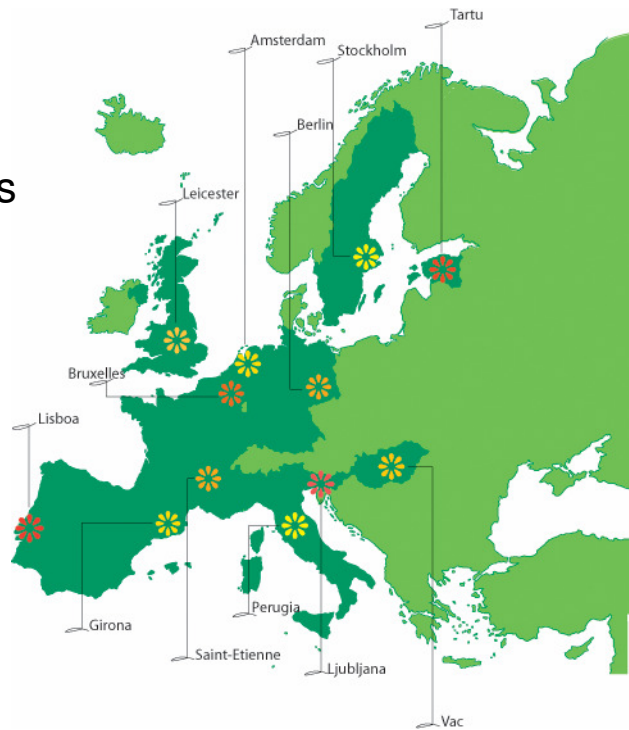 Tartu
Amsterdam
Stockholm
Berlin
s
Leicester
Bruxelles
Lisboa
Girona
Perugia
Saint-Etienne
Ljubljana
Vac